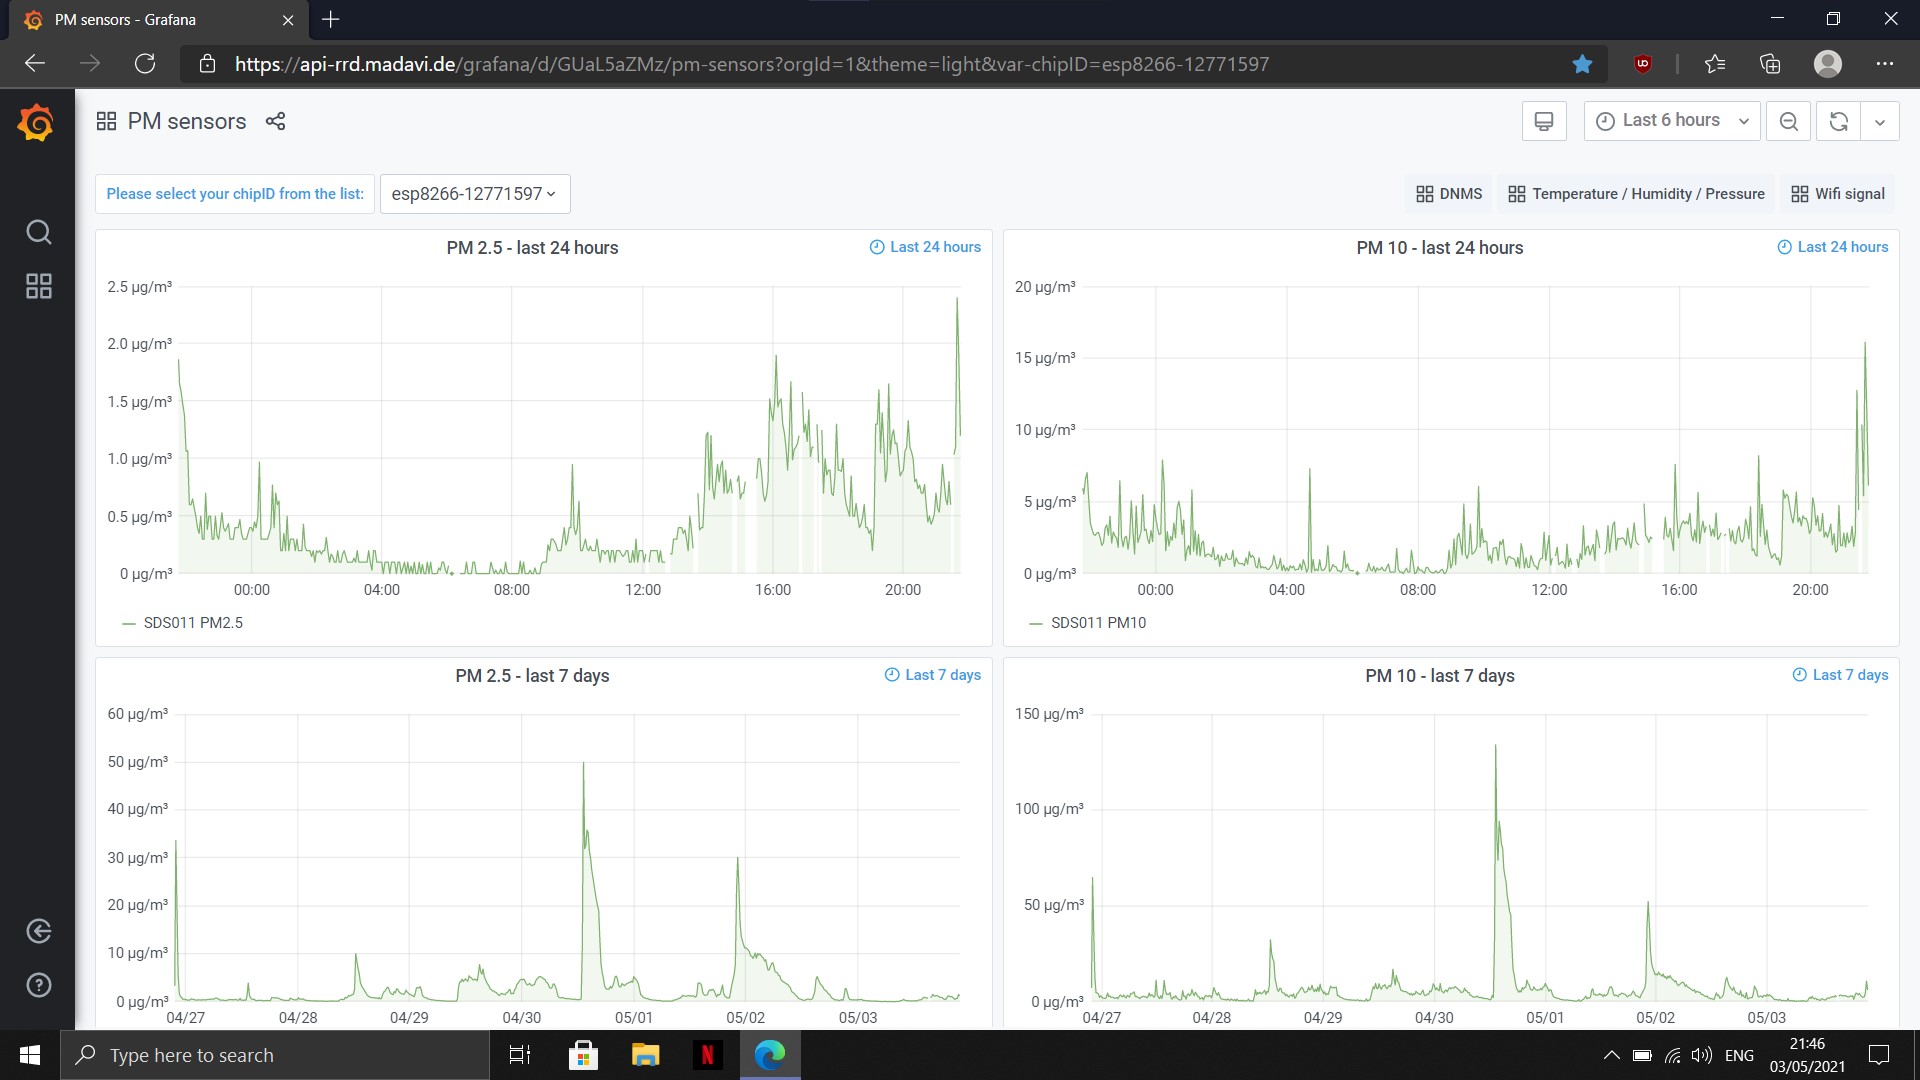 PM sensors - Grafana
https://api-rrd.madavi.de/grafana/d/GUaL5aZMz/pm-sensors?orgId=1&theme=light&var-chipID=esp8266-12771597
PM sensors
Last 6 hours
Please select your chipID from the list:
esp8266-12771597
DNMS
Temperature / Humidity / Pressure
Wifi signal
PM 2.5 - last 24 hours
Last 24 hours
2.5 µg/m³
2.0 µg/m³
1.5 µg/m³
1.0 µg/m³
0.5 µg/m³
0 µg/m³
00:00 04:00 08:00 12:00 16:00 20:00
SDS011 PM2.5
PM 10 - last 24 hours
Last 24 hours
20 µg/m³
15 µg/m³
10 µg/m³
5 µg/m³
0 µg/m³
00:00 04:00 08:00 12:00 16:00 20:00
SDS011 PM10
PM 2.5 - last 7 days
Last 7 days
60 µg/m³
50 µg/m³
40 µg/m³
30 µg/m³
20 µg/m³
10 µg/m³
0 µg/m³
04/27 04/28 04/29 04/30 05/01 05/02 05/03
PM 10 - last 7 days
Last 7 days
150 µg/m³
100 µg/m³
50 µg/m³
0 µg/m³
04/27 04/28 04/29 04/30 05/01 05/02 05/03
Type here to search
N
ENG
21:46
03/05/2021